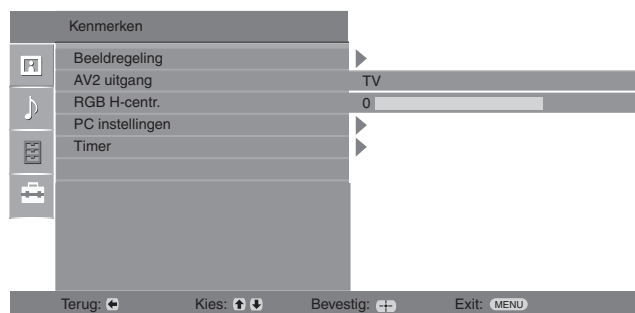 Kenmerken
Beeldregeling
AV2 uitgang TV
RGB H-centr. 0
PC instellingen
Timer
Terug: Kies: Bevestig: Exit: MENU